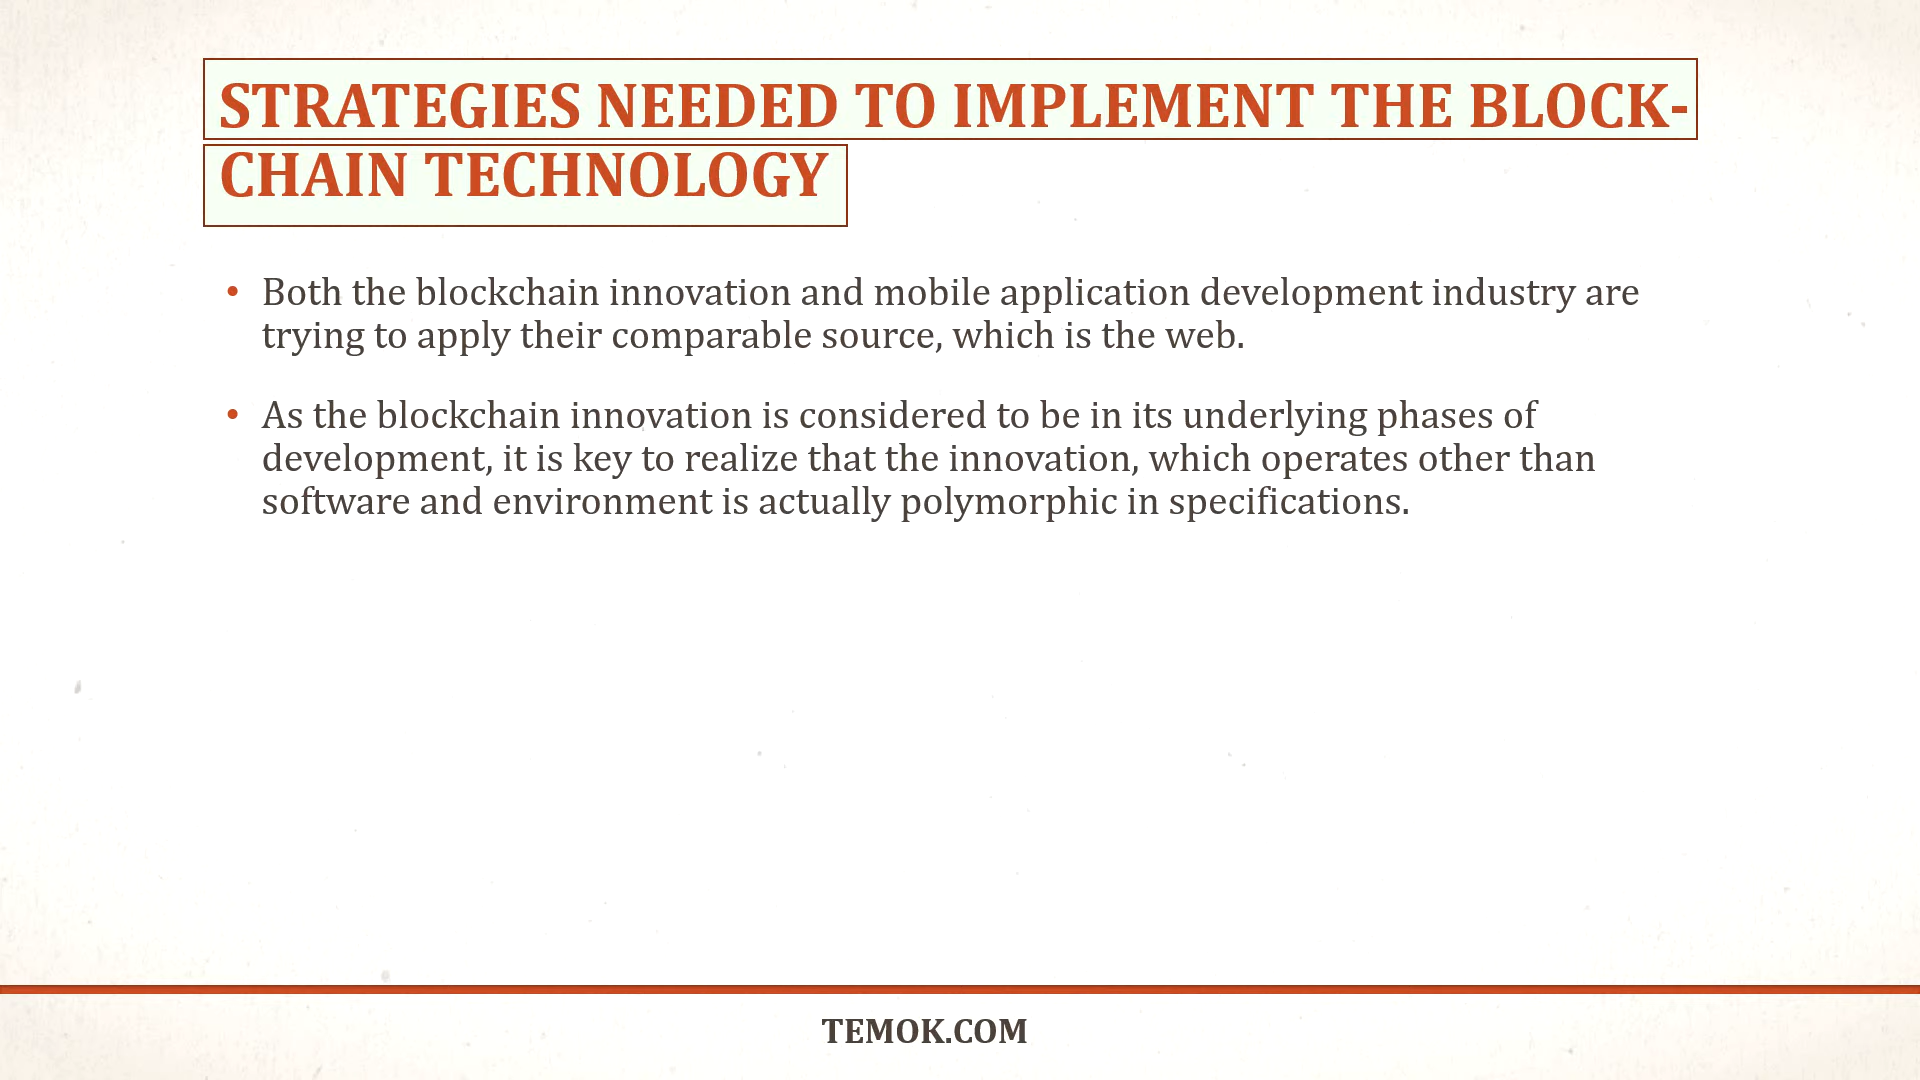 STRATEGIES NEEDED TO IMPLEMENT THE BLOCK-
CHAIN TECHNOLOGY
• Both the blockchain innovation and mobile application development industry are
trying to apply their comparable source, which is the web.
• As the blockchain innovation is considered to be in its underlying phases of
development, it is key to realize that the innovation, which operates other than
software and environment is actually polymorphic in specifications.
TEMOK.COM